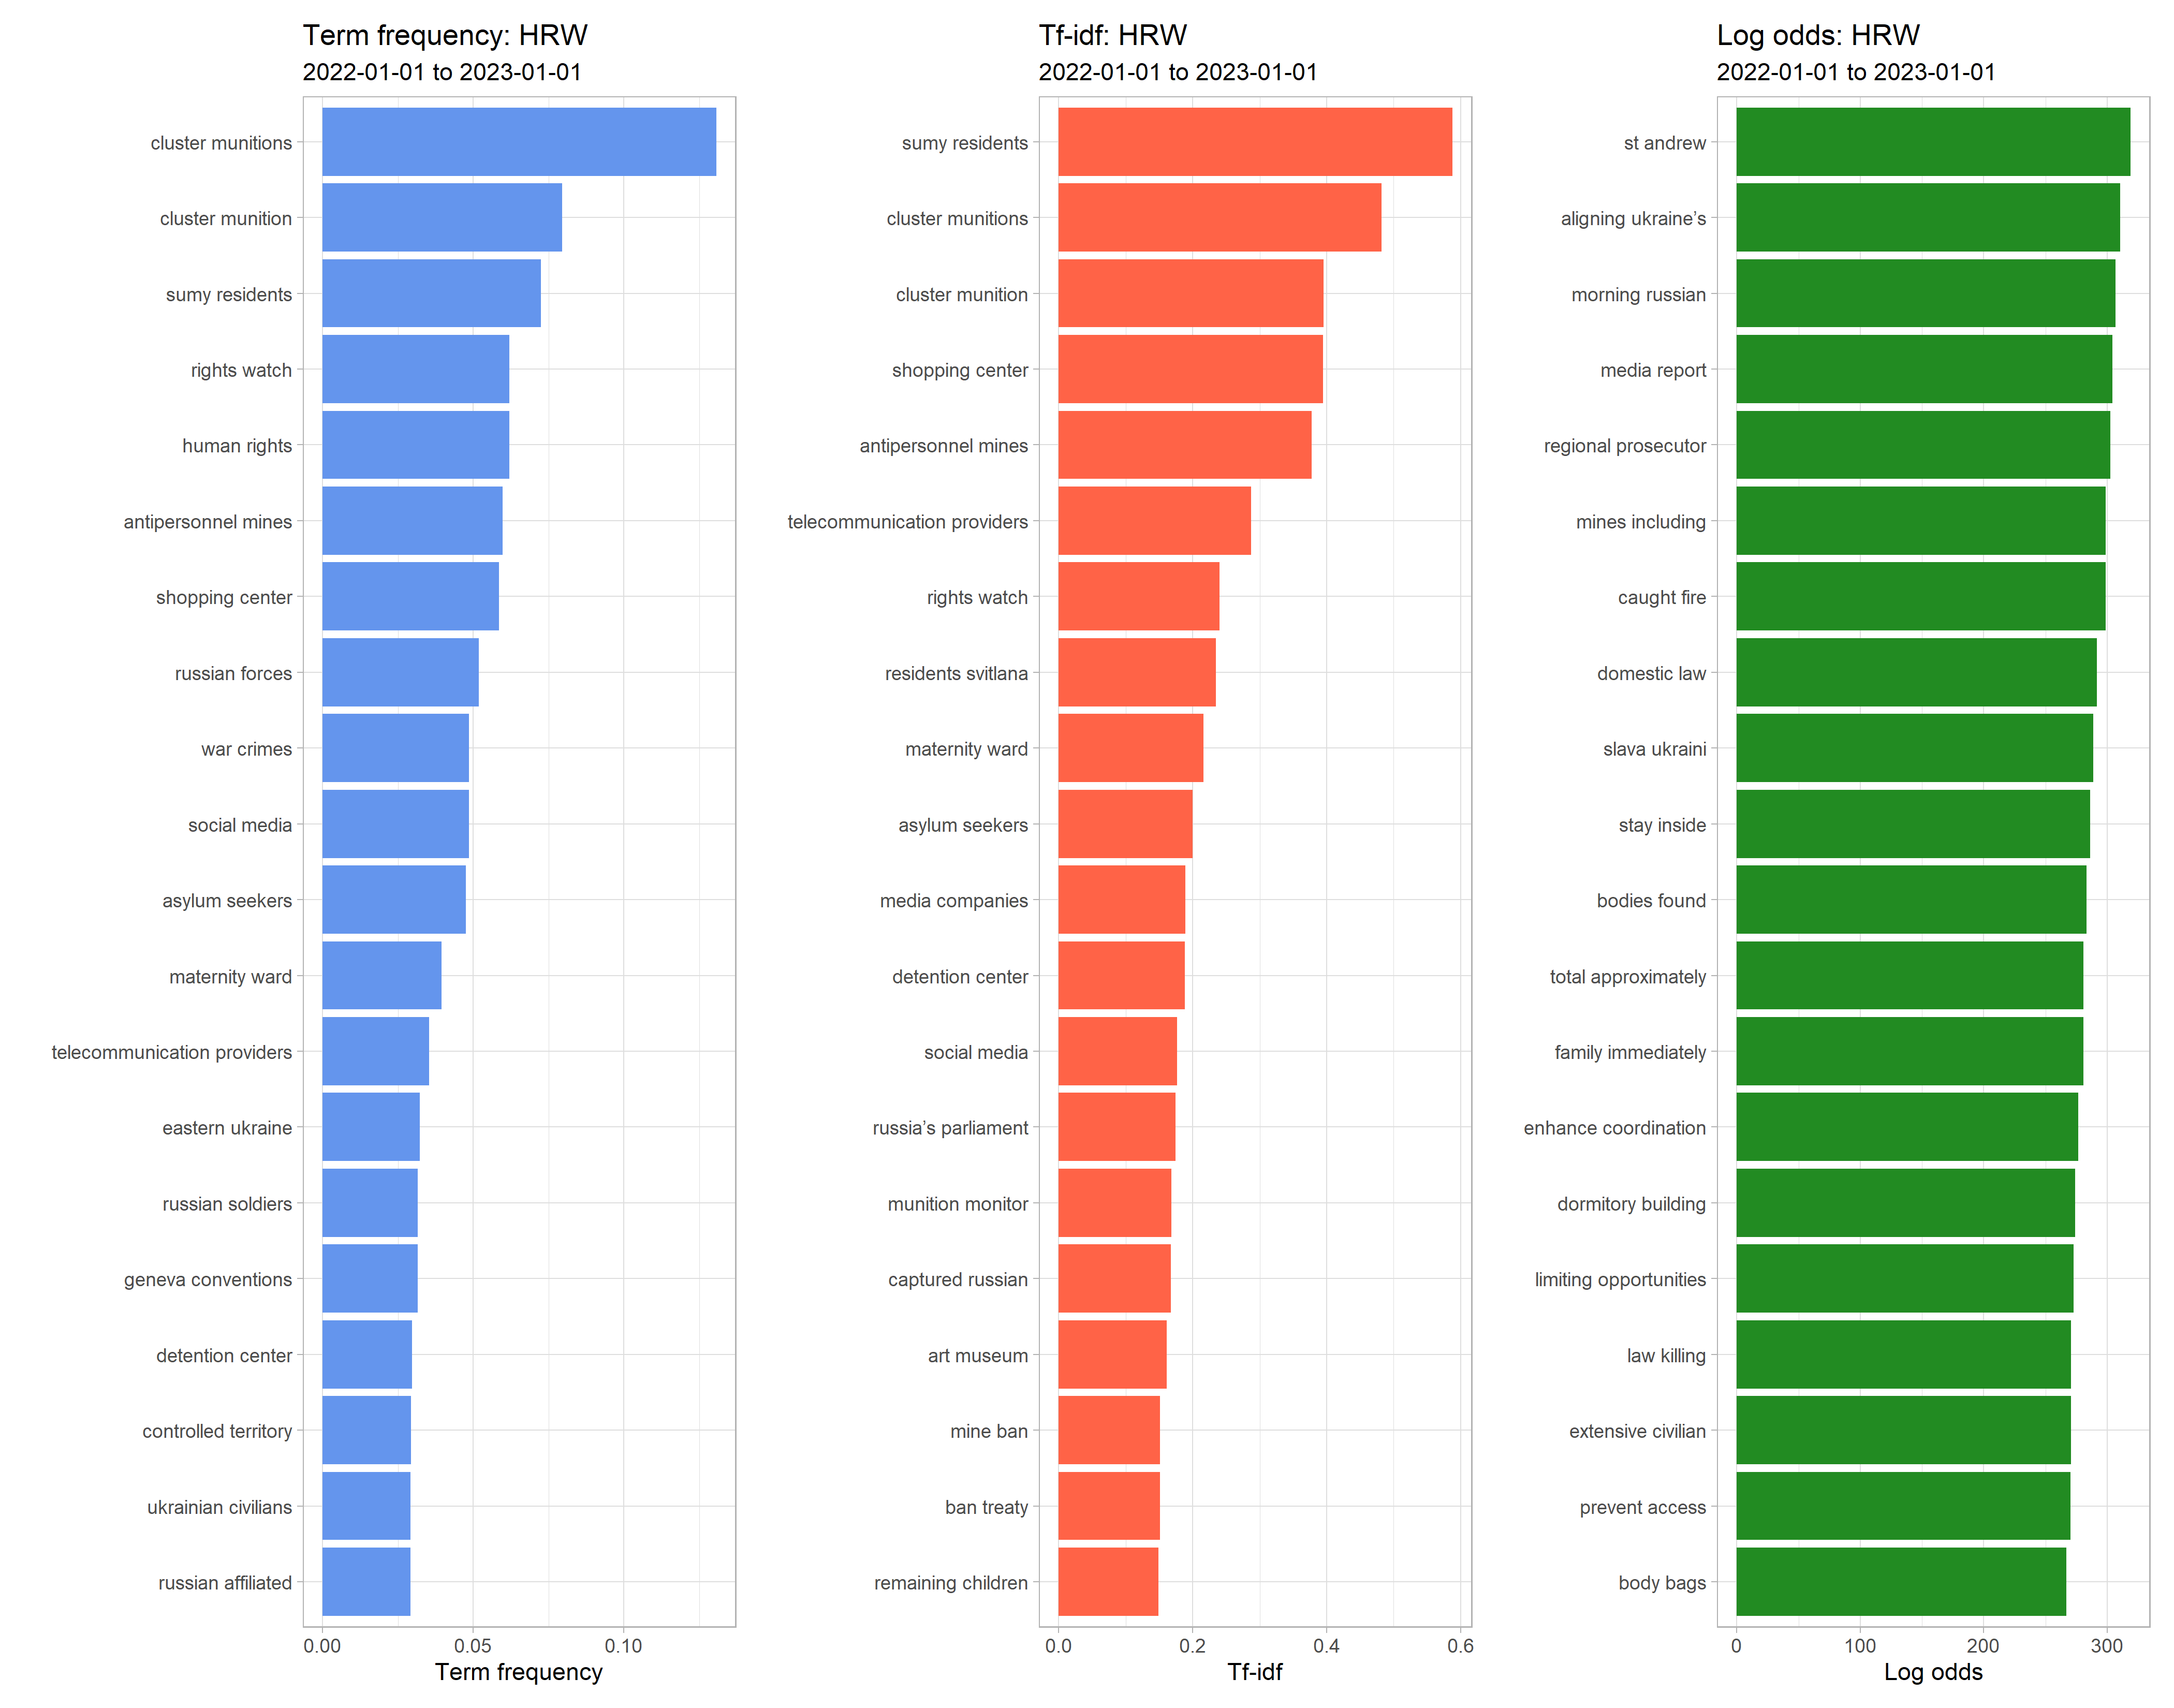 Term frequency: HRW
2022-01-01 to 2023-01-01
cluster munitions
cluster munition
sumy residents
rights watch
human rights
antipersonnel mines
shopping center
russian forces
war crimes
social media
asylum seekers
maternity ward
telecommunication providers
eastern ukraine
russian soldiers
geneva conventions
detention center
controlled territory
ukrainian civilians
russian affiliated
0.00 0.05 0.10
Term frequency
Tf-idf: HRW
2022-01-01 to 2023-01-01
sumy residents
cluster munitions
cluster munition
shopping center
antipersonnel mines
telecommunication providers
rights watch
residents svitlana
maternity ward
asylum seekers
media companies
detention center
social media
russia’s parliament
munition monitor
captured russian
art museum
mine ban
ban treaty
remaining children
0.0 0.2 0.4 0.6
Tf-idf
Log odds: HRW
2022-01-01 to 2023-01-01
st andrew
aligning ukraine’s
morning russian
media report
regional prosecutor
mines including
caught fire
domestic law
slava ukraini
stay inside
bodies found
total approximately
family immediately
enhance coordination
dormitory building
limiting opportunities
law killing
extensive civilian
prevent access
body bags
0 100 200 300
Log odds